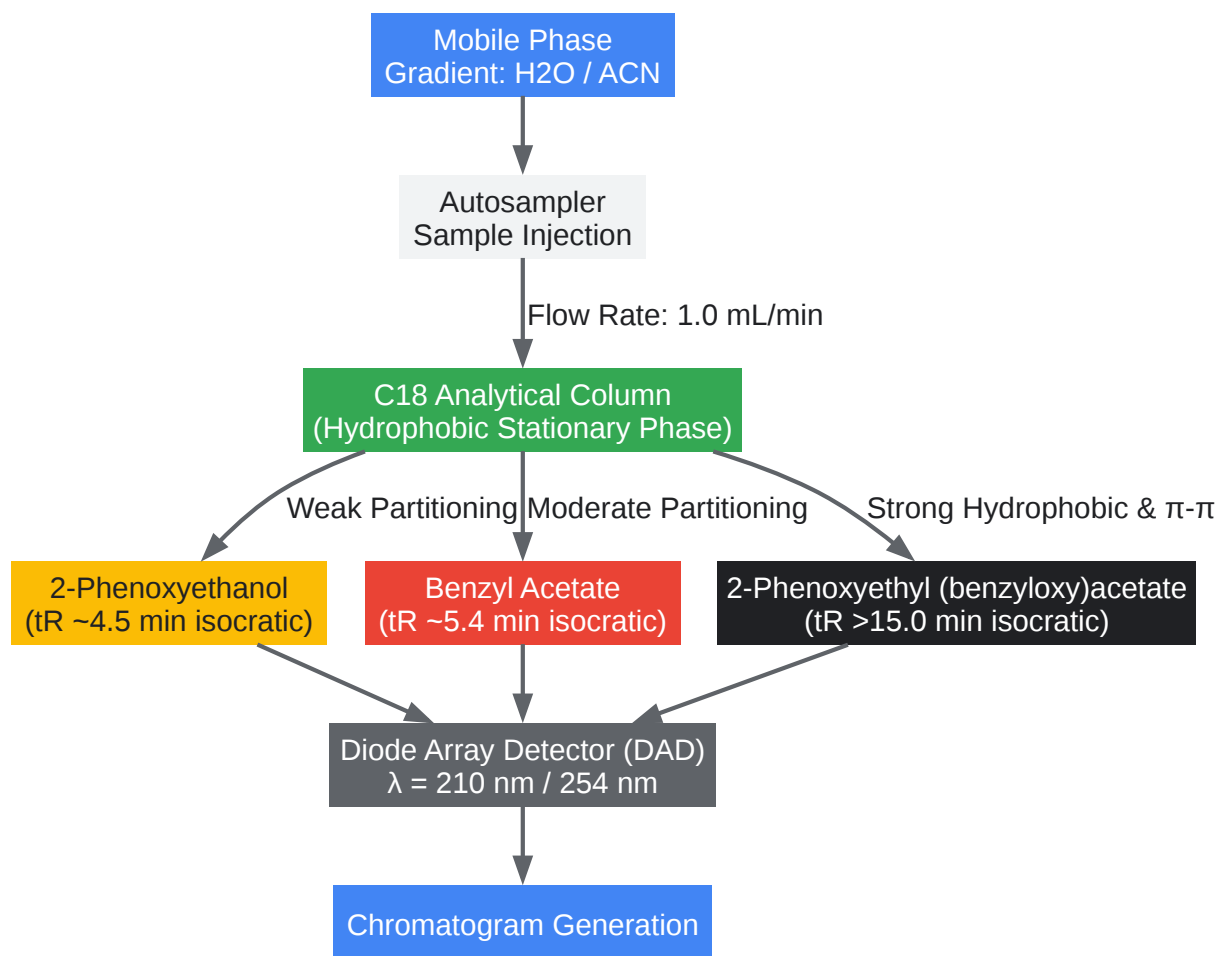 Mobile Phase
Gradient: H2O / ACN
Autosampler
Sample Injection
Flow Rate: 1.0 mL/min
C18 Analytical Column
(Hydrophobic Stationary Phase)
Weak Partitioning
Moderate Partitioning
Strong Hydrophobic & π-π
2-Phenoxyethanol
(tR ~4.5 min isocratic)
Benzyl Acetate
(tR ~5.4 min isocratic)
2-Phenoxyethyl (benzyloxy)acetate
(tR >15.0 min isocratic)
Diode Array Detector (DAD)
λ = 210 nm / 254 nm
Chromatogram Generation